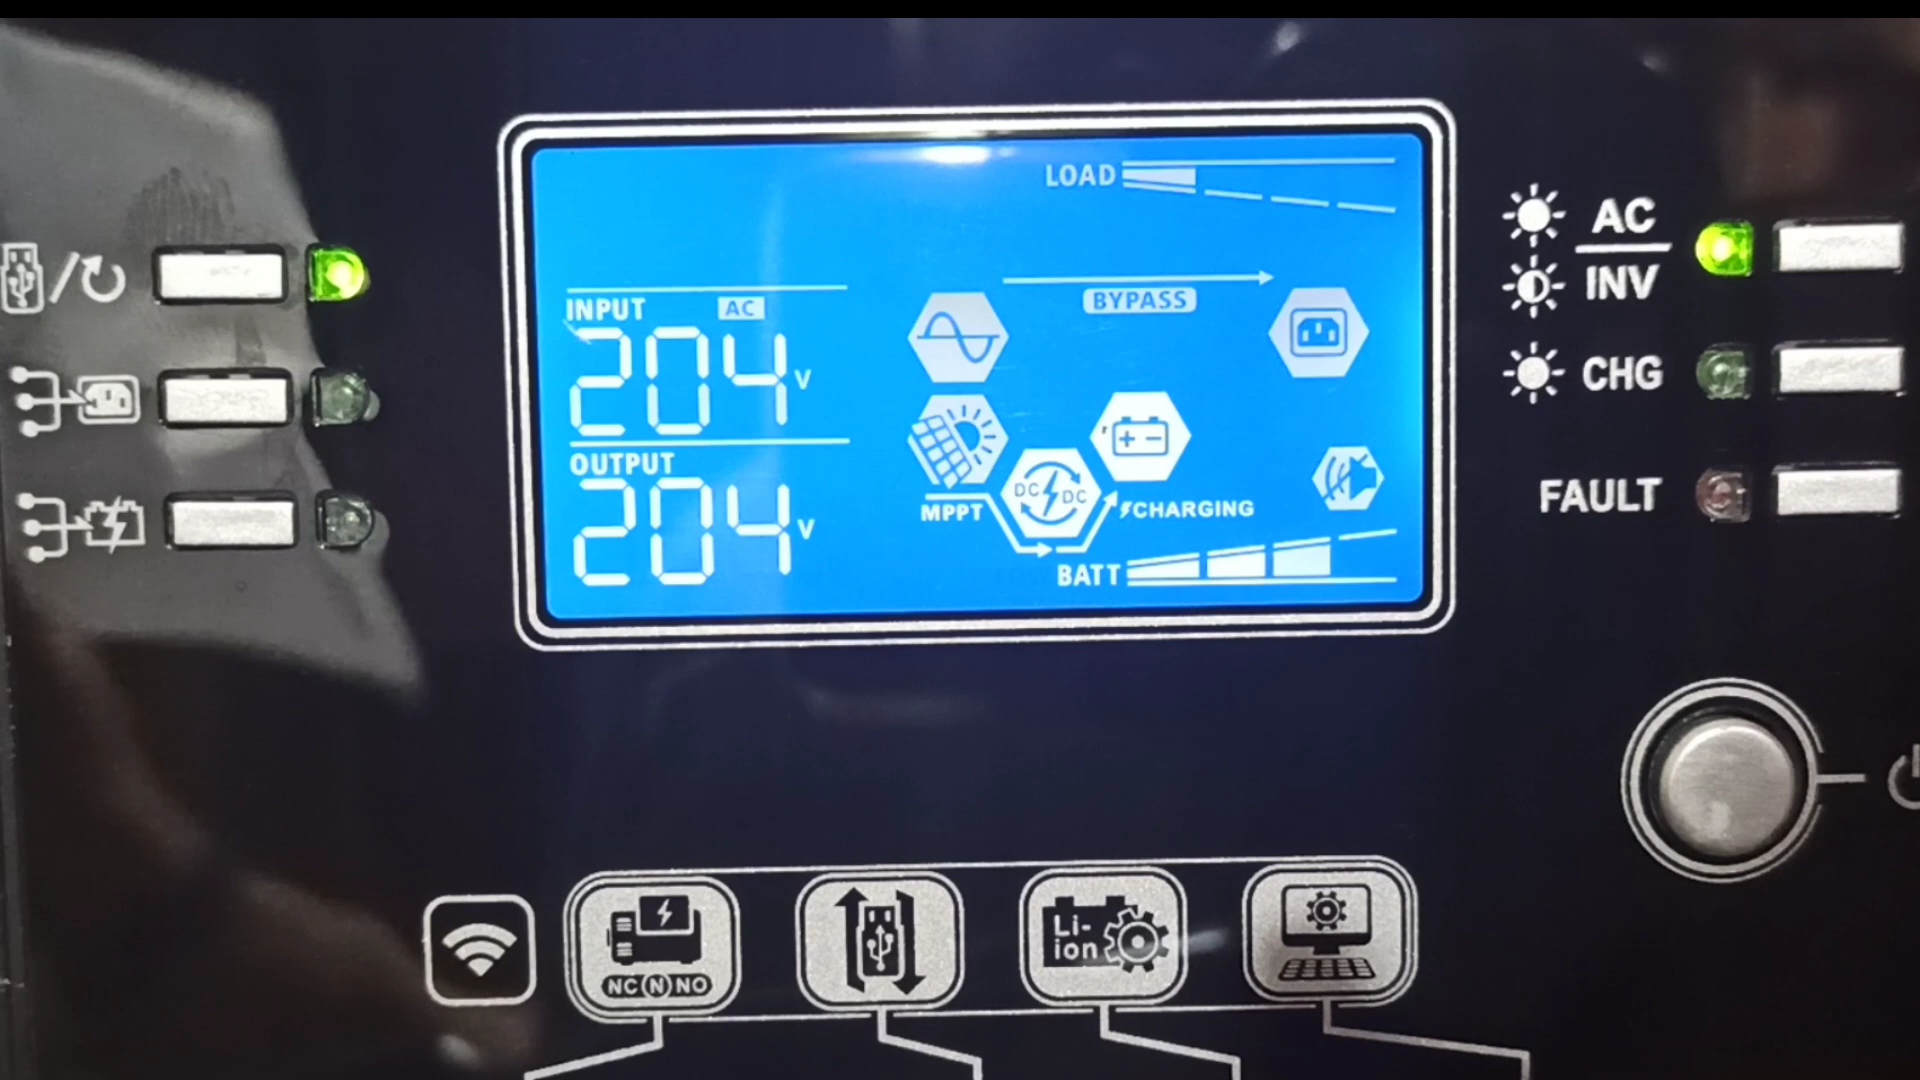 LOAD
AC
INV
BYPASS
INPUT AC
204 V
CHG
OUTPUT
204 V
DC DC
MPPT
CHARGING
FAULT
BATT
Li-
ion
NC N NO